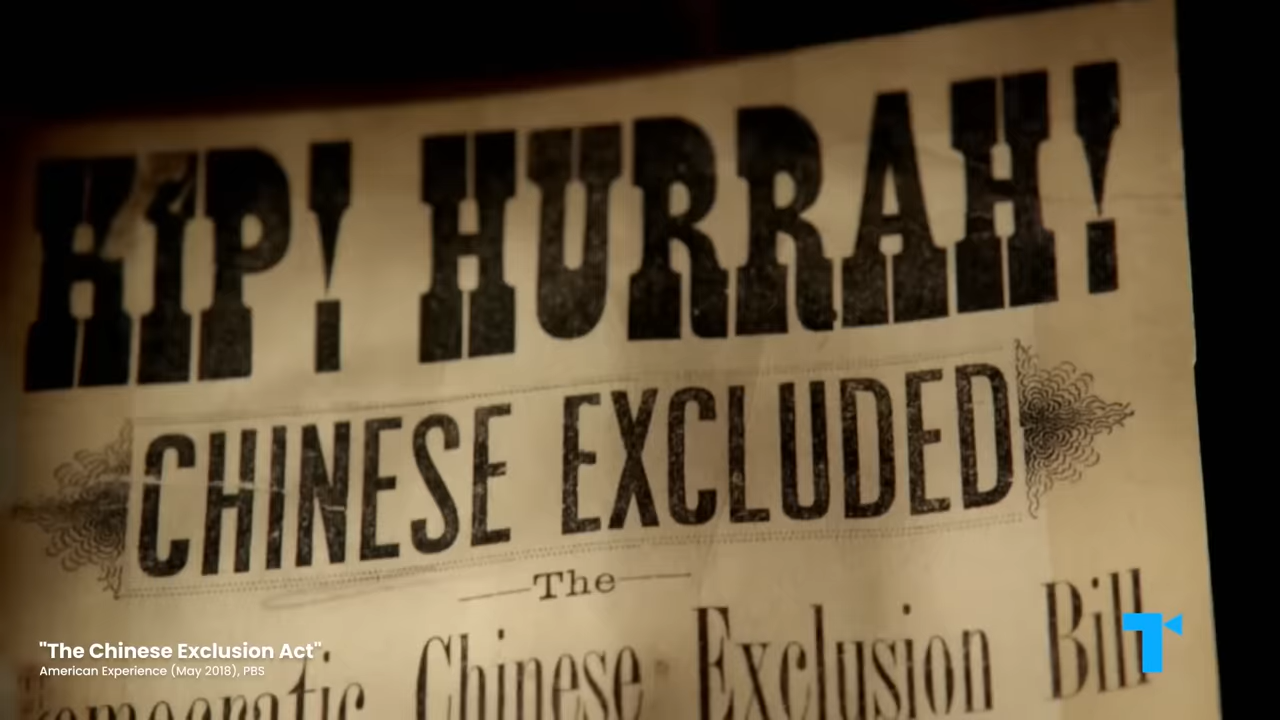 HIP! HURRAH!
CHINESE EXCLUDED
The
Chinese Exclusion Bill
"The Chinese Exclusion Act"
American Experience (May 2018), PBS